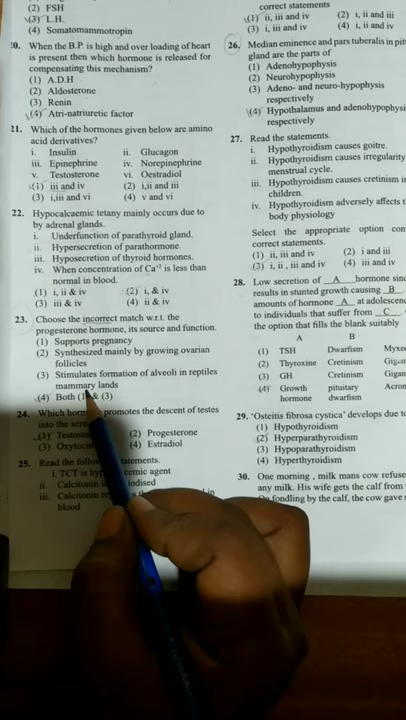 (2) FSH
(3) L.H.
(4) Somatomammotropin
20. When the B.P. is high and over loading of heart
is present then which hormone is released for
compensating this mechanism?
(1) A.D.H
(2) Aldosterone
(3) Renin
(4) Atri-natriuretic factor
21. Which of the hormones given below are amino
acid derivatives?
i. Insulin ii. Glucagon
iii. Epinephrine iv. Norepinephrine
v. Testosterone vi. Oestradiol
(1) iii and iv (2) i,ii and iii
(3) i,iii and vi (4) v and vi
22. Hypocalcaemic tetany mainly occurs due to
by adrenal glands.
i. Underfunction of parathyroid gland.
ii. Hypersecretion of parathormone.
iii. Hyposecretion of thyroid hormones.
iv. When concentration of Ca+2 is less than
normal in blood.
(1) i, ii & iv (2) i, & iv
(3) iii & iv (4) ii & iv
23. Choose the incorrect match w.r.t. the
progesterone hormone, its source and function.
(1) Supports pregnancy
(2) Synthesized mainly by growing ovarian
follicles
(3) Stimulates formation of alveoli in reptiles
mammary lands
(4) Both (1) & (3)
24. Which promotes the descent of testes
into the
(1) (2) Progesterone
(3) (4) Estradiol
25. Read the
i. TCT is agent
ii. Calcitonin
iii. Calcitonin
blood
correct statements
(1) ii, iii and iv (2) i, ii and iii
(3) i, iii and iv (4) i, ii and iv
26. Median eminence and pars tuberalis in
gland are the parts of
(1) Adenohypophysis
(2) Neurohypophysis
(3) Adeno- and neuro-hypophysis
respectively
(4) Hypothalamus and
respectively
27. Read the statements.
i. Hypothyroidism causes goitre.
ii. Hypothyroidism causes irregularity
menstrual cycle.
iii. Hypothyroidism causes cretinism
children.
iv. Hypothyroidism adversely affects
body physiology
Select the appropriate option
correct statements.
(1) ii, iii and iv (2) i and iii
(3) i, ii , iii and iv (4) iii and iv
28. Low secretion of A hormone
results in stunted growth causing B
amounts of hormone A at
to individuals that suffer from C
the option that fills the blank suitably
A B
(1) TSH Dwarfism
(2) Thyroxine Cretinism
(3) GH Cretinism
(4) Growth pituitary
hormone dwarfism
29. 'Osteitis fibrosa cystica' develops due
(1) Hypothyroidism
(2) Hyperparathyroidism
(3) Hypoparathyroidism
(4) Hyperthyroidism
30. One morning , milk mans cow refuse
any milk. His wife gets the calf from
fondling by the calf, the cow gave